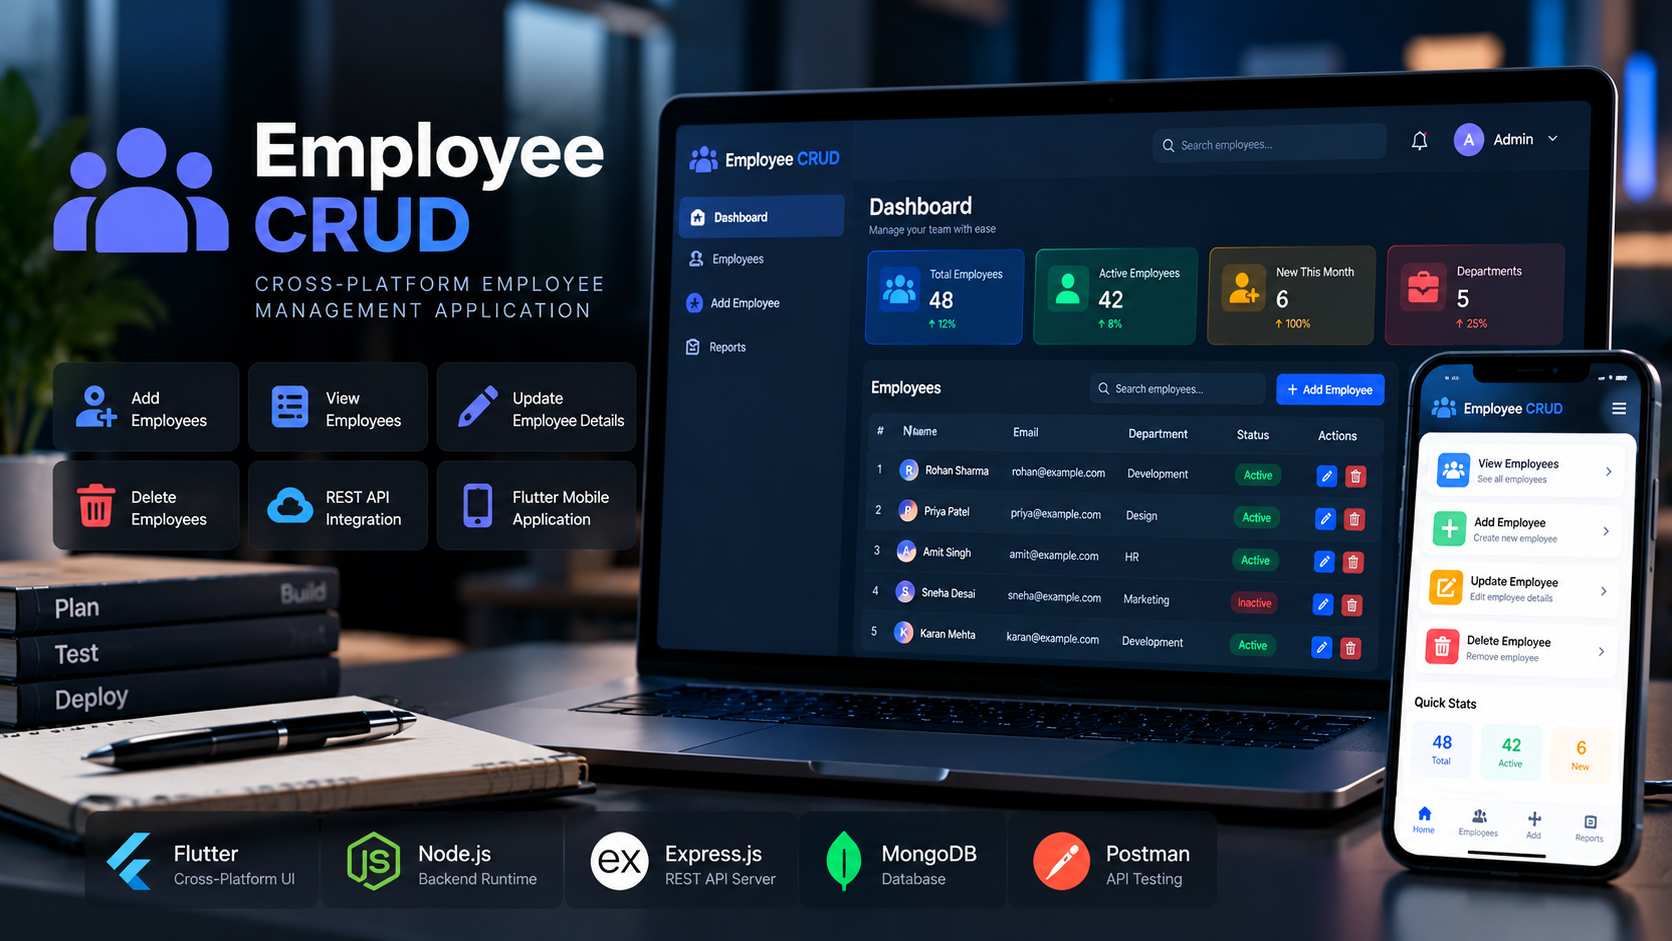 Employee
CRUD
CROSS-PLATFORM EMPLOYEE
MANAGEMENT APPLICATION
Add
Employees
View
Employees
Update
Employee Details
Delete
Employees
REST API
Integration
Flutter Mobile
Application
Build
Plan
Test
Deploy
Employee CRUD
Search employees...
A
Admin
Dashboard
Employees
Add Employee
Reports
Dashboard
Manage your team with ease
Total Employees
48
↑ 12%
Active Employees
42
↑ 8%
New This Month
6
↑ 100%
Departments
5
↑ 25%
Employees
Search employees...
+ Add Employee
# Name Email Department Status Actions
1 R Rohan Sharma rohan@example.com Development Active
2 P Priya Patel priya@example.com Design Active
3 A Amit Singh amit@example.com HR Active
4 S Sneha Desai sneha@example.com Marketing Inactive
5 K Karan Mehta karan@example.com Development Active
Employee CRUD
View Employees
See all employees
Add Employee
Create new employee
Update Employee
Edit employee details
Delete Employee
Remove employee
Quick Stats
48
Total
42
Active
6
New
Home
Employees
Add
Reports
Flutter
Cross-Platform UI
JS
Node.js
Backend Runtime
ex
Express.js
REST API Server
MongoDB
Database
Postman
API Testing